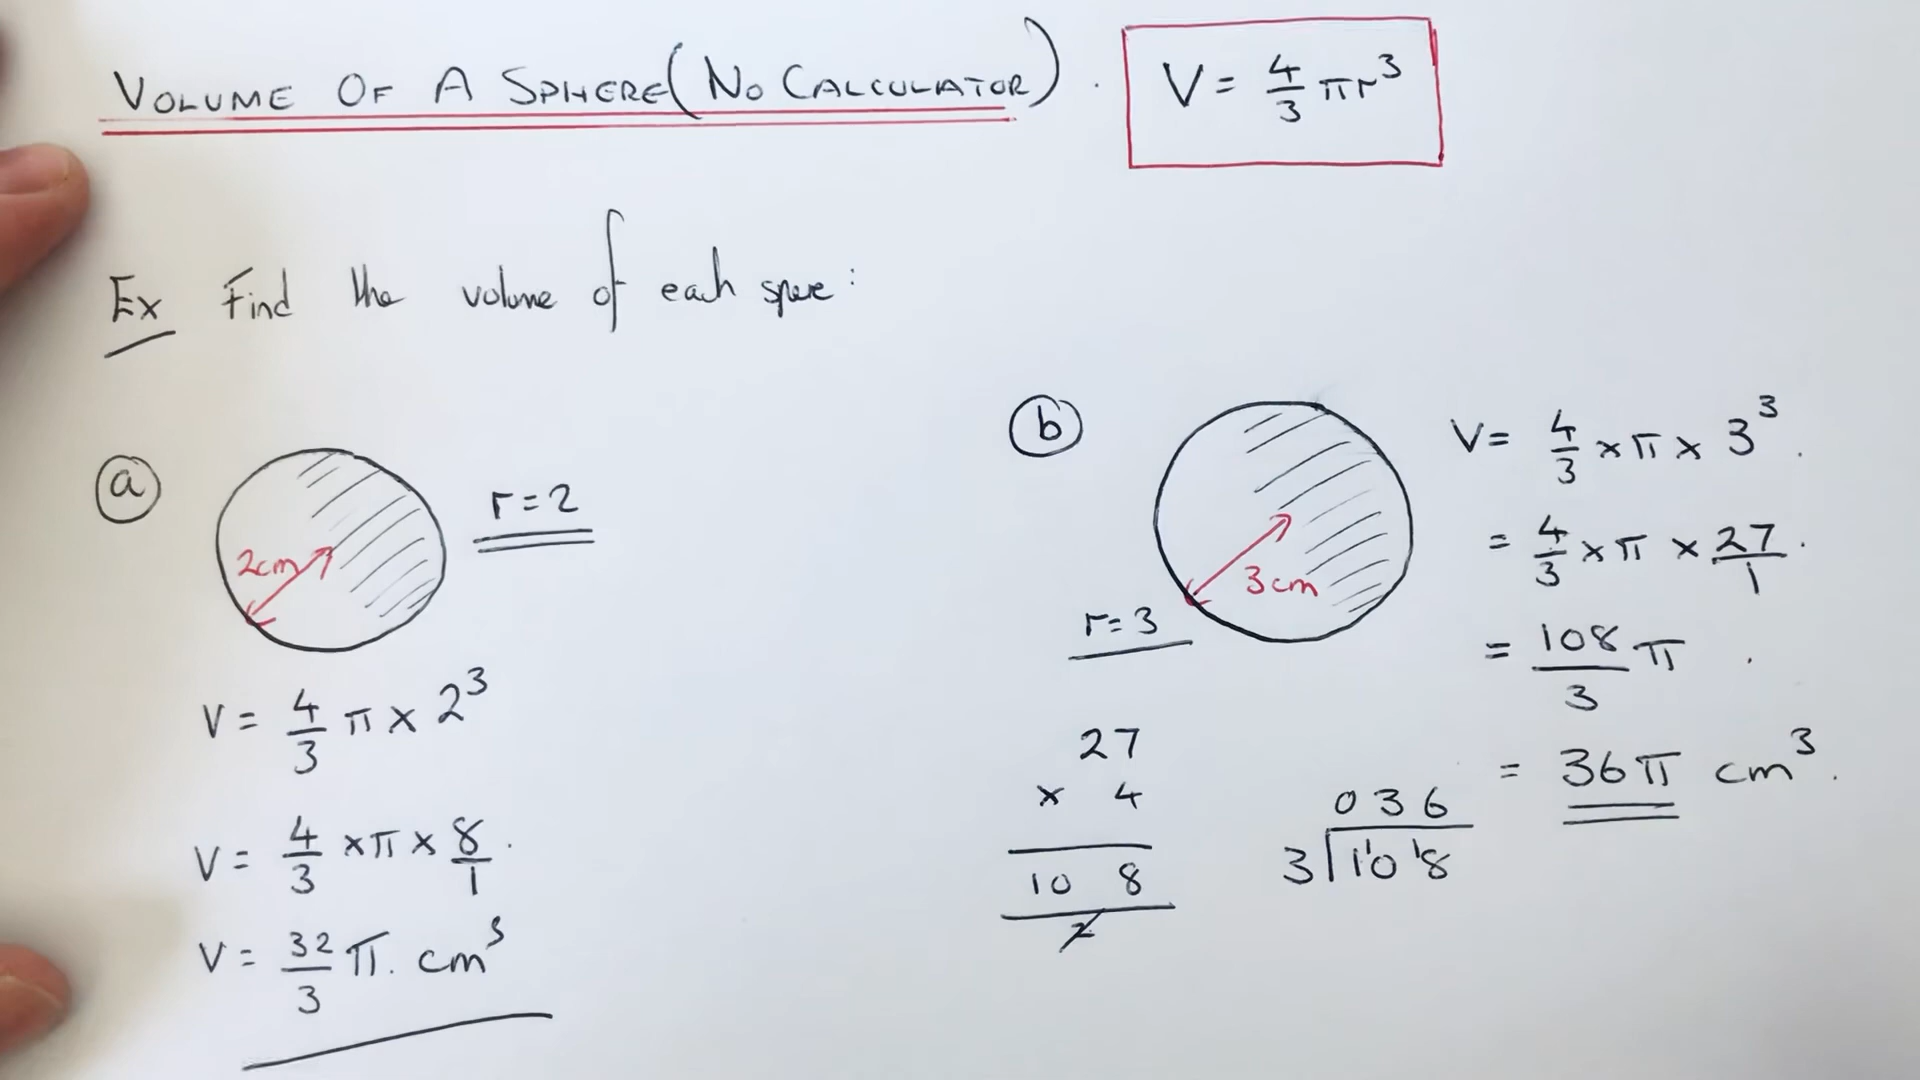 VOLUME OF A SPHERE (NO CALCULATOR).
V = 4/3 πr³
Ex Find the volume of each spere:
a
2cm
r=2
V = 4/3 π × 2³
V = 4/3 × π × 8/1.
V = 32/3 π. cm³
b
3cm
r=3
V = 4/3 × π × 3³.
= 4/3 × π × 27/1.
= 108/3 π.
= 36π cm³.
27
× 4
10 8
2
036
3 1¹0¹8